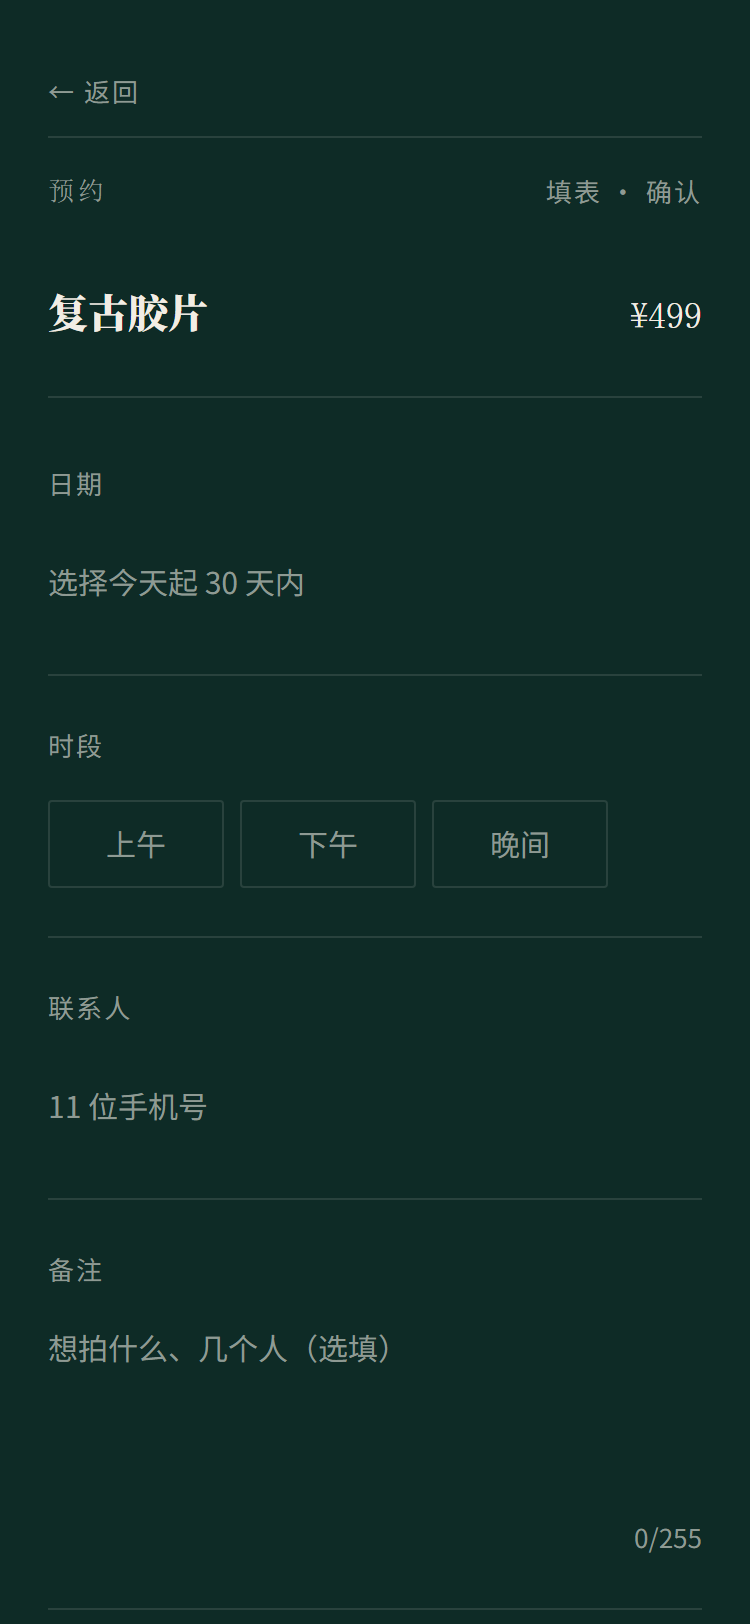 ← 返回
预约
填表 · 确认
复古胶片
¥499
日期
选择今天起 30 天内
时段
上午
下午
晚间
联系人
11 位手机号
备注
想拍什么、几个人（选填）
0/255